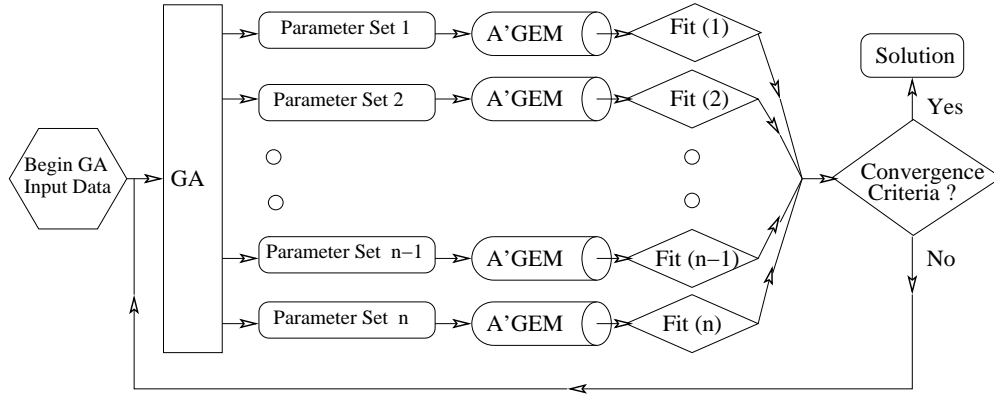 Parameter Set 1
A'GEM
Fit (1)
Solution
Parameter Set 2
A'GEM
Fit (2)
Yes
Begin GA
Input Data
GA
Convergence
Criteria ?
Parameter Set n−1
A'GEM
Fit (n−1)
No
Parameter Set n
A'GEM
Fit (n)